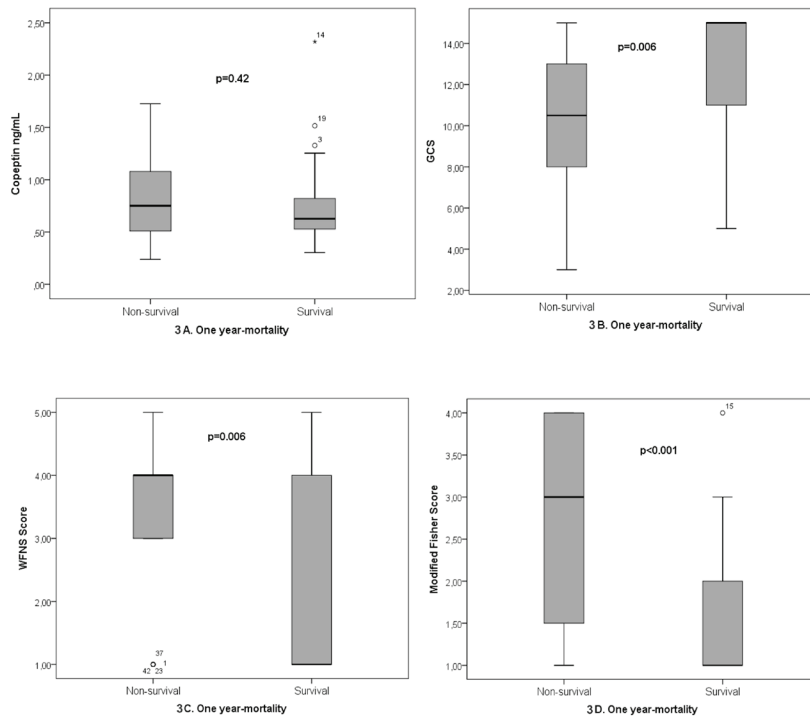 2,50
2,00
1,50
1,00
,50
,00
Copeptin ng/mL
p=0.42
14
19
3
Non-survival
Survival
3 A. One year-mortality
14,00
12,00
10,00
8,00
6,00
4,00
2,00
GCS
p=0.006
Non-survival
Survival
3 B. One year-mortality
5,00
4,00
3,00
2,00
1,00
WFNS Score
p=0.006
37
1
42 23
Non-survival
Survival
3C. One year-mortality
4,00
3,00
2,50
2,00
1,50
1,00
Modified Fisher Score
p<0.001
15
Non-survival
Survival
3D. One year-mortality